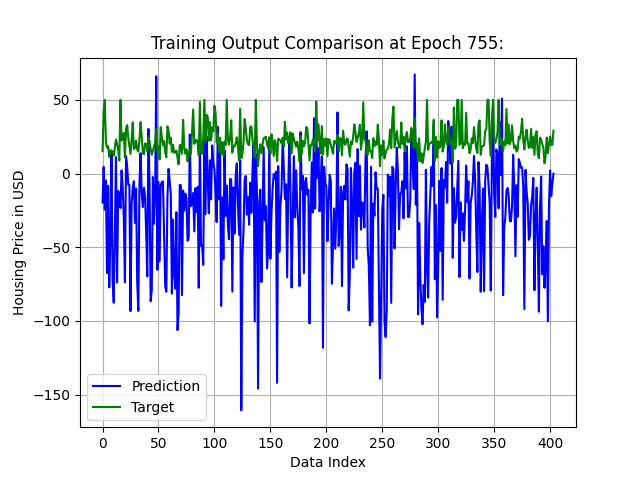 Training Output Comparison at Epoch 755:
Housing Price in USD
50
0
−50
−100
−150
Prediction
Target
0 50 100 150 200 250 300 350 400
Data Index